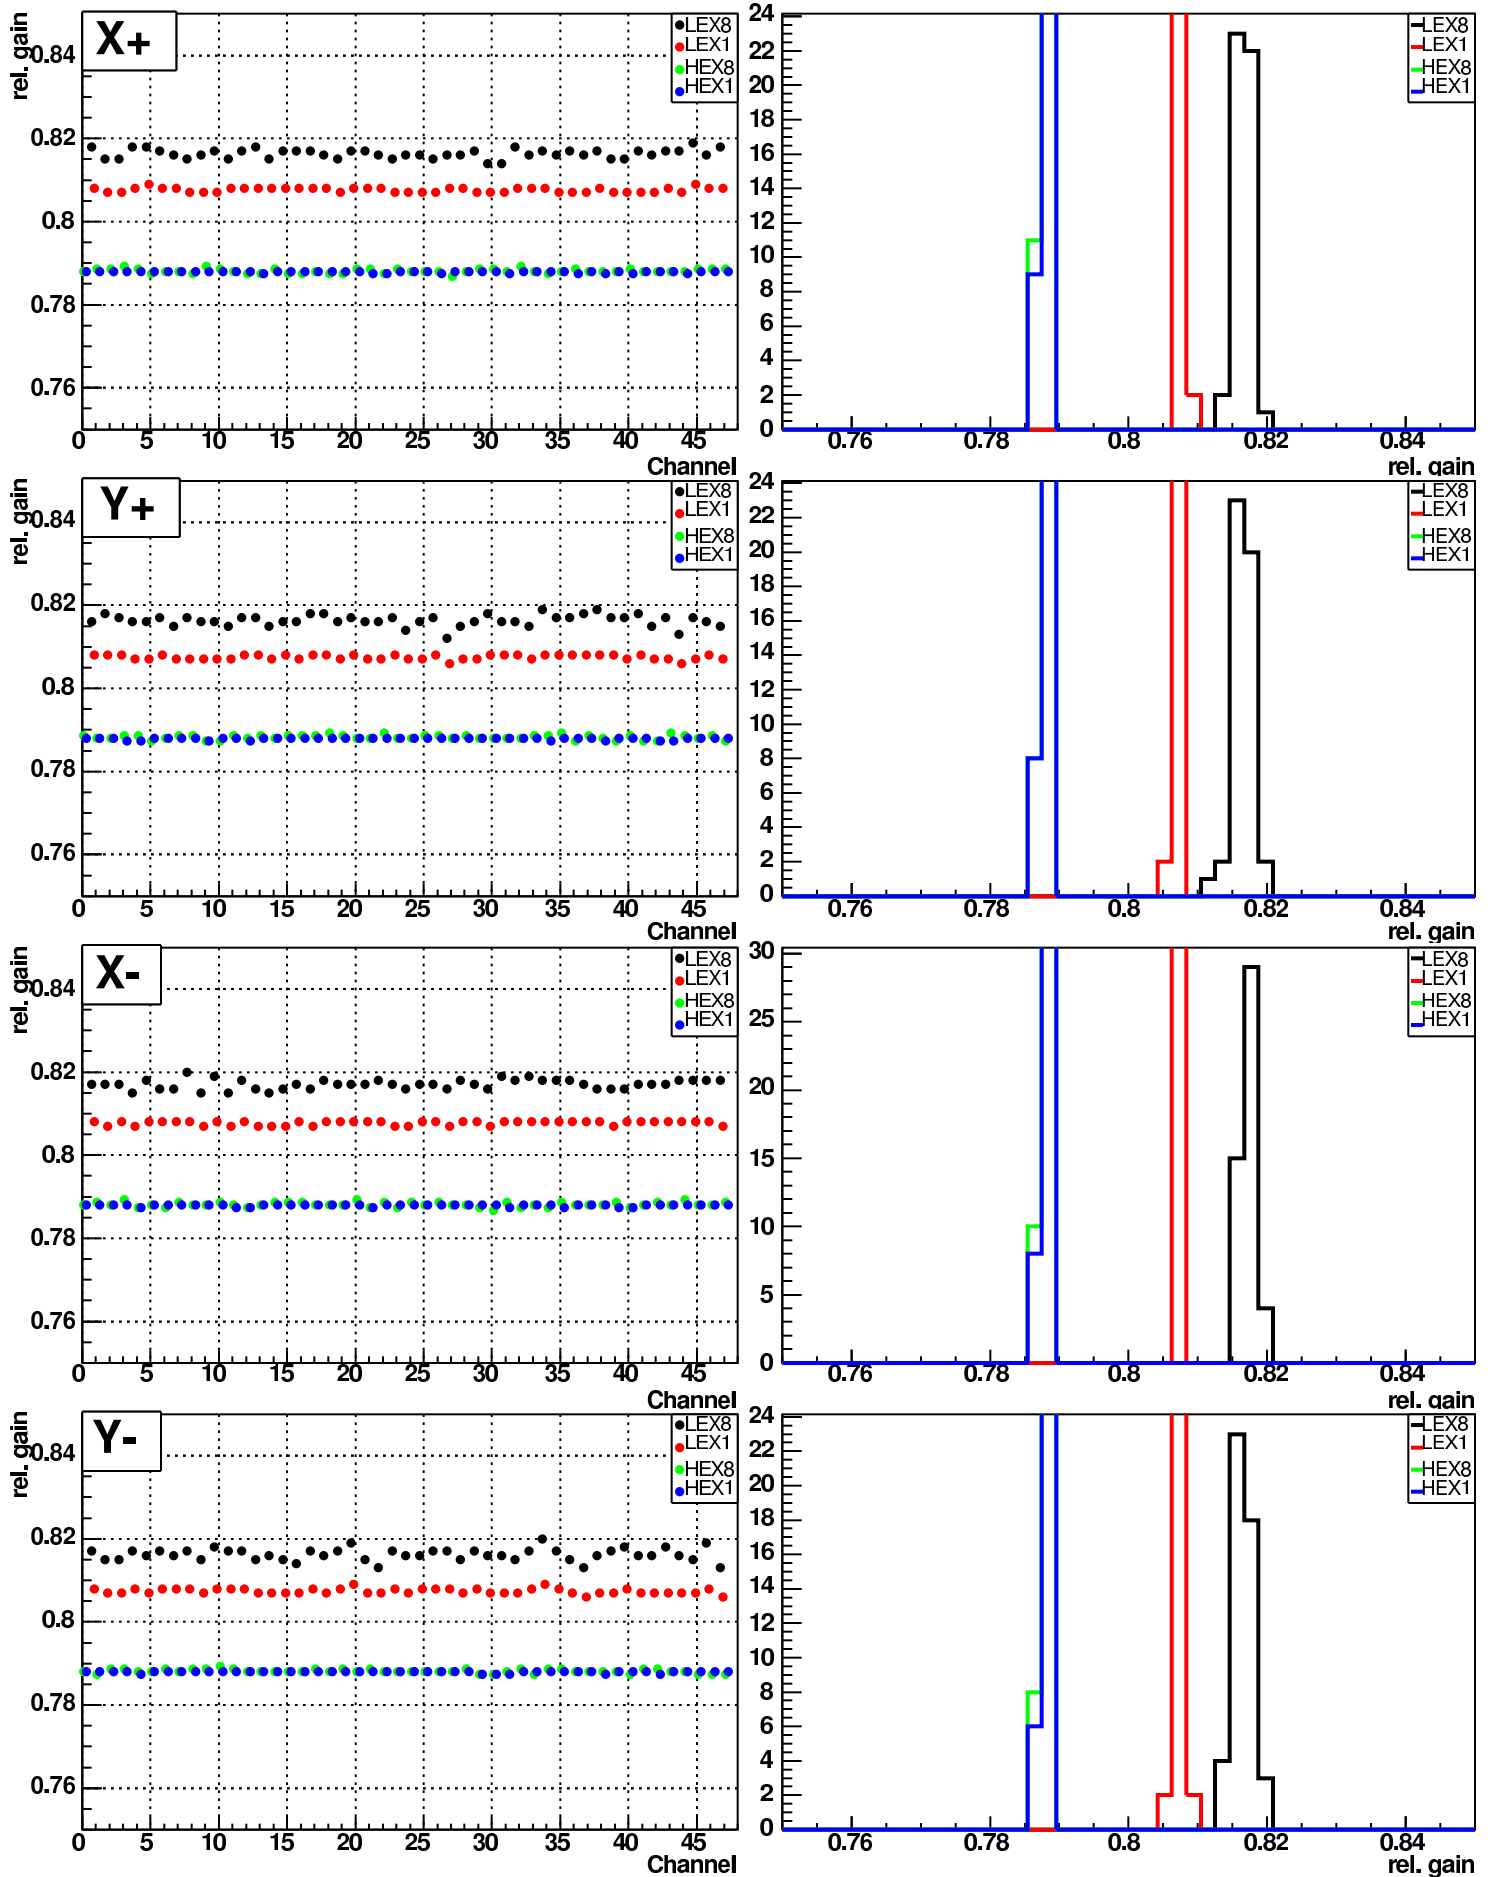 X+
rel. gain
0.84
0.82
0.8
0.78
0.76
0 5 10 15 20 25 30 35 40 45
Channel
LEX8
LEX1
HEX8
HEX1
24
22
20
18
16
14
12
10
8
6
4
2
0
0.76 0.78 0.8 0.82 0.84
rel. gain
LEX8
LEX1
HEX8
HEX1
Y+
rel. gain
0.84
0.82
0.8
0.78
0.76
0 5 10 15 20 25 30 35 40 45
Channel
LEX8
LEX1
HEX8
HEX1
24
22
20
18
16
14
12
10
8
6
4
2
0
0.76 0.78 0.8 0.82 0.84
rel. gain
LEX8
LEX1
HEX8
HEX1
X-
rel. gain
0.84
0.82
0.8
0.78
0.76
0 5 10 15 20 25 30 35 40 45
Channel
LEX8
LEX1
HEX8
HEX1
30
25
20
15
10
5
0
0.76 0.78 0.8 0.82 0.84
rel. gain
LEX8
LEX1
HEX8
HEX1
Y-
rel. gain
0.84
0.82
0.8
0.78
0.76
0 5 10 15 20 25 30 35 40 45
Channel
LEX8
LEX1
HEX8
HEX1
24
22
20
18
16
14
12
10
8
6
4
2
0
0.76 0.78 0.8 0.82 0.84
rel. gain
LEX8
LEX1
HEX8
HEX1